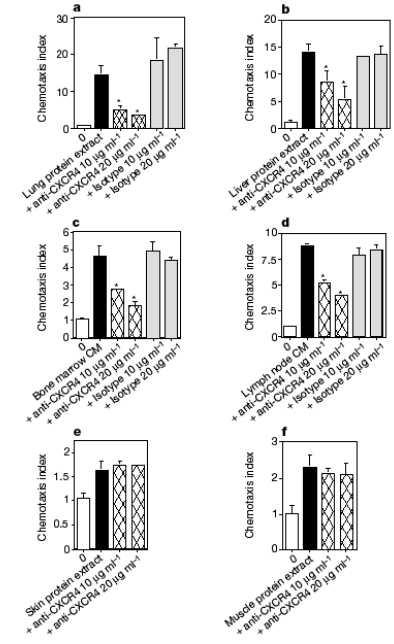 a
Chemotaxis index
30
20
10
0
0
Lung protein extract
+ anti-CXCR4 10 µg ml⁻¹
+ anti-CXCR4 20 µg ml⁻¹
+ Isotype 10 µg ml⁻¹
+ Isotype 20 µg ml⁻¹
* *
b
Chemotaxis index
20
15
10
5
0
0
Liver protein extract
+ anti-CXCR4 10 µg ml⁻¹
+ anti-CXCR4 20 µg ml⁻¹
+ Isotype 10 µg ml⁻¹
+ Isotype 20 µg ml⁻¹
* *
c
Chemotaxis index
6
5
4
3
2
1
0
0
Bone marrow CM
+ anti-CXCR4 10 µg ml⁻¹
+ anti-CXCR4 20 µg ml⁻¹
+ Isotype 10 µg ml⁻¹
+ Isotype 20 µg ml⁻¹
* *
d
Chemotaxis index
10
7.5
5
2.5
0
0
Lymph node CM
+ anti-CXCR4 10 µg ml⁻¹
+ anti-CXCR4 20 µg ml⁻¹
+ Isotype 10 µg ml⁻¹
+ Isotype 20 µg ml⁻¹
* *
e
Chemotaxis index
2
1.5
1
0.5
0
0
Skin protein extract
+ anti-CXCR4 10 µg ml⁻¹
+ anti-CXCR4 20 µg ml⁻¹
f
Chemotaxis index
3
2
1
0
0
Muscle protein extract
+ anti-CXCR4 10 µg ml⁻¹
+ anti-CXCR4 20 µg ml⁻¹